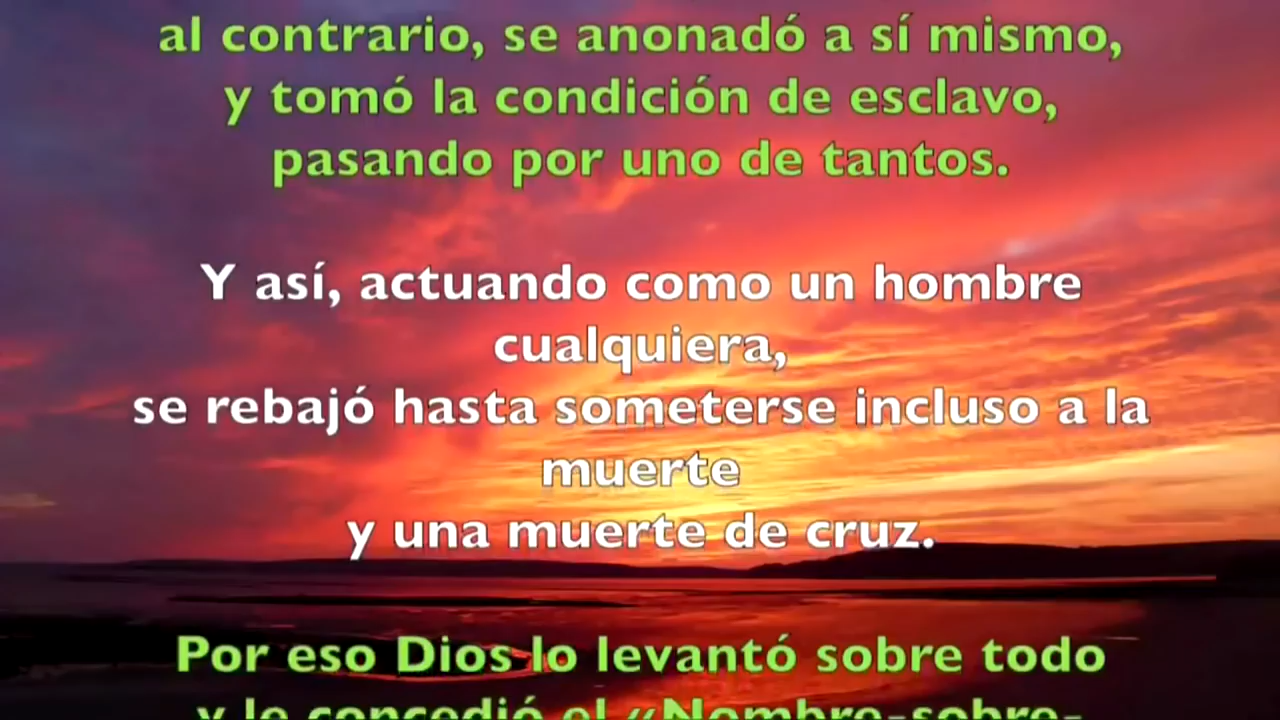 al contrario, se anonadó a sí mismo,
y tomó la condición de esclavo,
pasando por uno de tantos.
Y así, actuando como un hombre
cualquiera,
se rebajó hasta someterse incluso a la
muerte
y una muerte de cruz.
Por eso Dios lo levantó sobre todo
y le concedió el «Nombre-sobre-